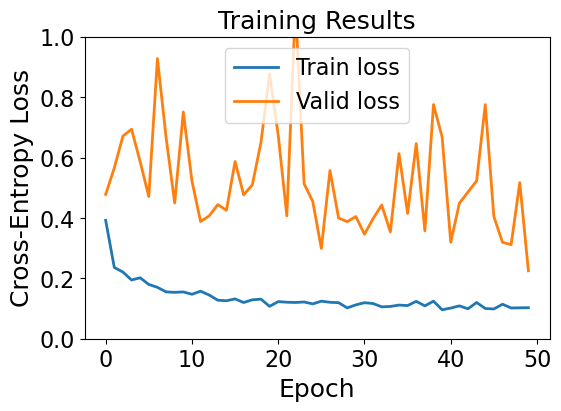 Training Results
Cross-Entropy Loss
1.0
0.8
0.6
0.4
0.2
0.0
Train loss
Valid loss
0 10 20 30 40 50
Epoch